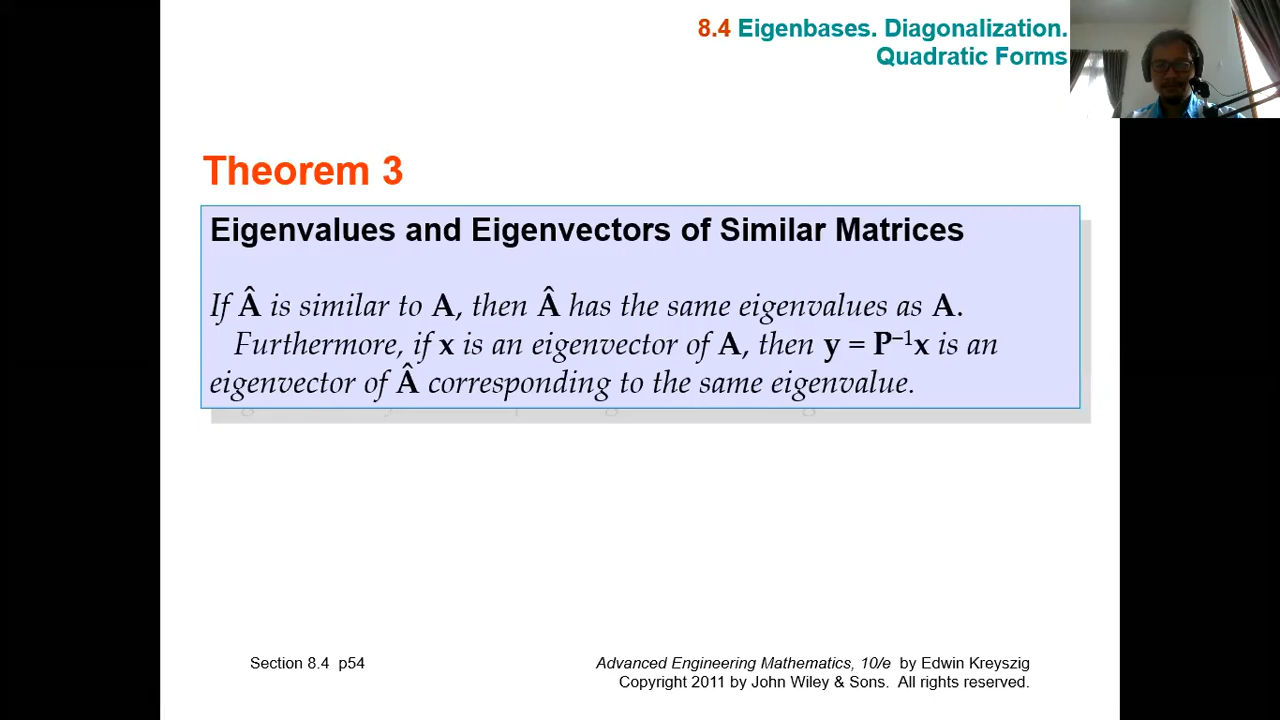 8.4 Eigenbases. Diagonalization.
Quadratic Forms
Theorem 3
Eigenvalues and Eigenvectors of Similar Matrices
If Â is similar to A, then Â has the same eigenvalues as A.
Furthermore, if x is an eigenvector of A, then y = P⁻¹x is an
eigenvector of Â corresponding to the same eigenvalue.
Section 8.4 p54
Advanced Engineering Mathematics, 10/e by Edwin Kreyszig
Copyright 2011 by John Wiley & Sons. All rights reserved.